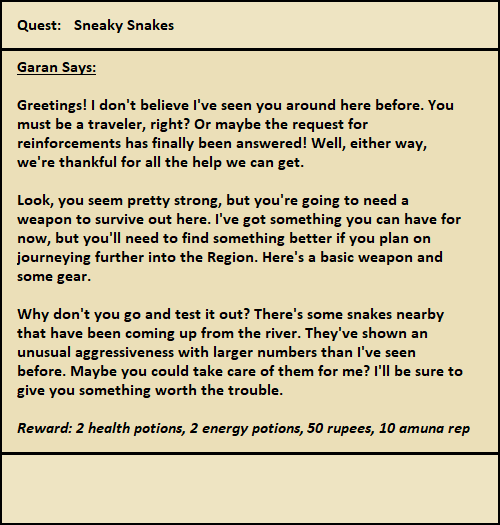 Quest: Sneaky Snakes
Garan Says:
Greetings! I don't believe I've seen you around here before. You
must be a traveler, right? Or maybe the request for
reinforcements has finally been answered! Well, either way,
we're thankful for all the help we can get.
Look, you seem pretty strong, but you're going to need a
weapon to survive out here. I've got something you can have for
now, but you'll need to find something better if you plan on
journeying further into the Region. Here's a basic weapon and
some gear.
Why don't you go and test it out? There's some snakes nearby
that have been coming up from the river. They've shown an
unusual aggressiveness with larger numbers than I've seen
before. Maybe you could take care of them for me? I'll be sure to
give you something worth the trouble.
Reward: 2 health potions, 2 energy potions, 50 rupees, 10 amuna rep